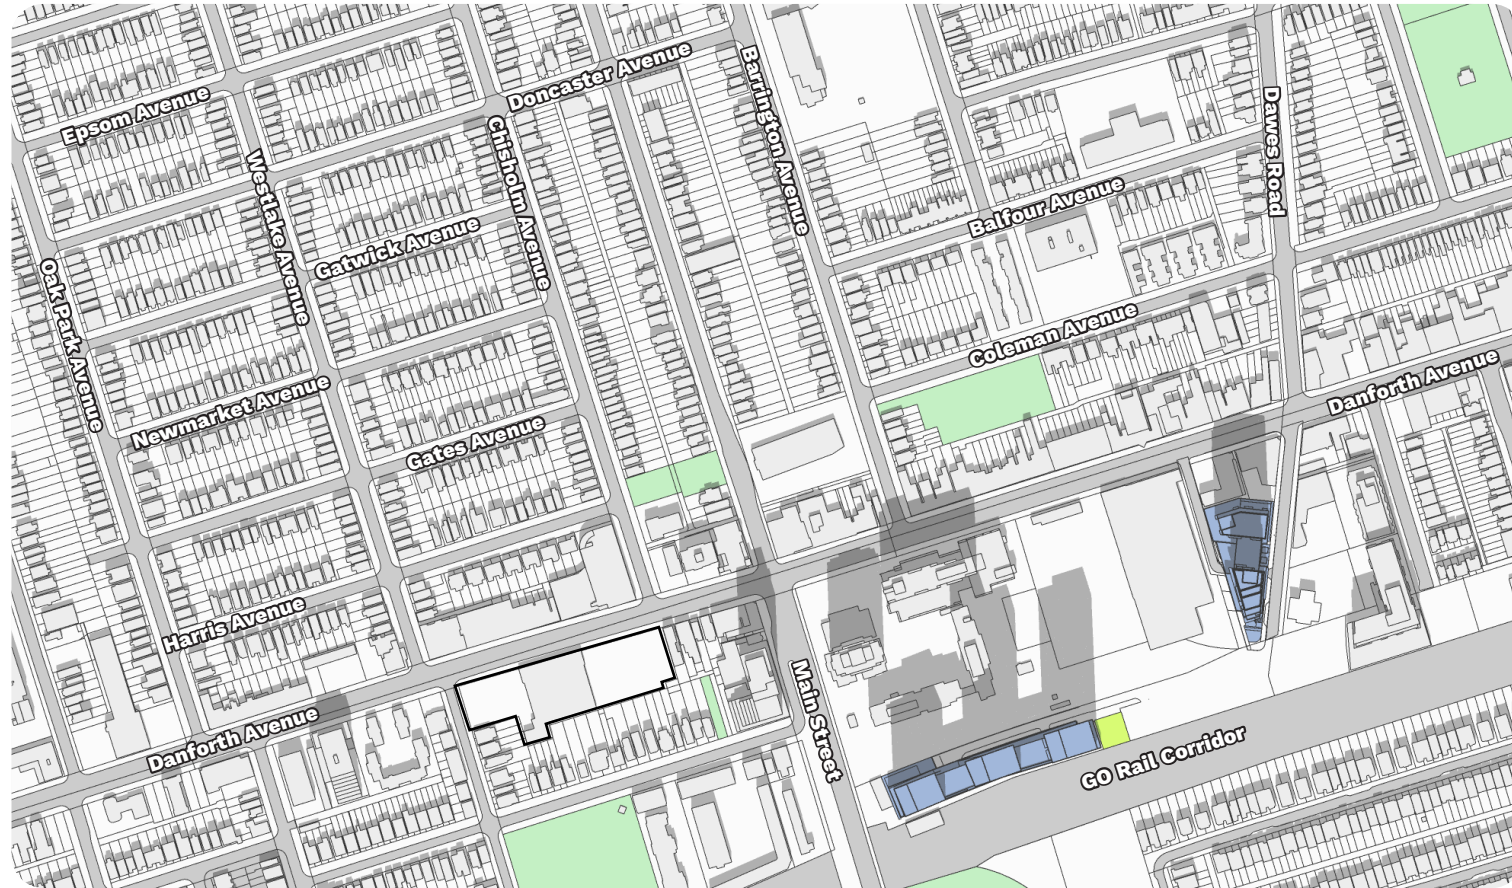 Doncaster Avenue
Epsom Avenue
Barrington Avenue
Dawes Road
Chisholm Avenue
Westlake Avenue
Balfour Avenue
Gatwick Avenue
Oak Park Avenue
Coleman Avenue
Danforth Avenue
Newmarket Avenue
Gates Avenue
Harris Avenue
Main Street
Danforth Avenue
GO Rail Corridor